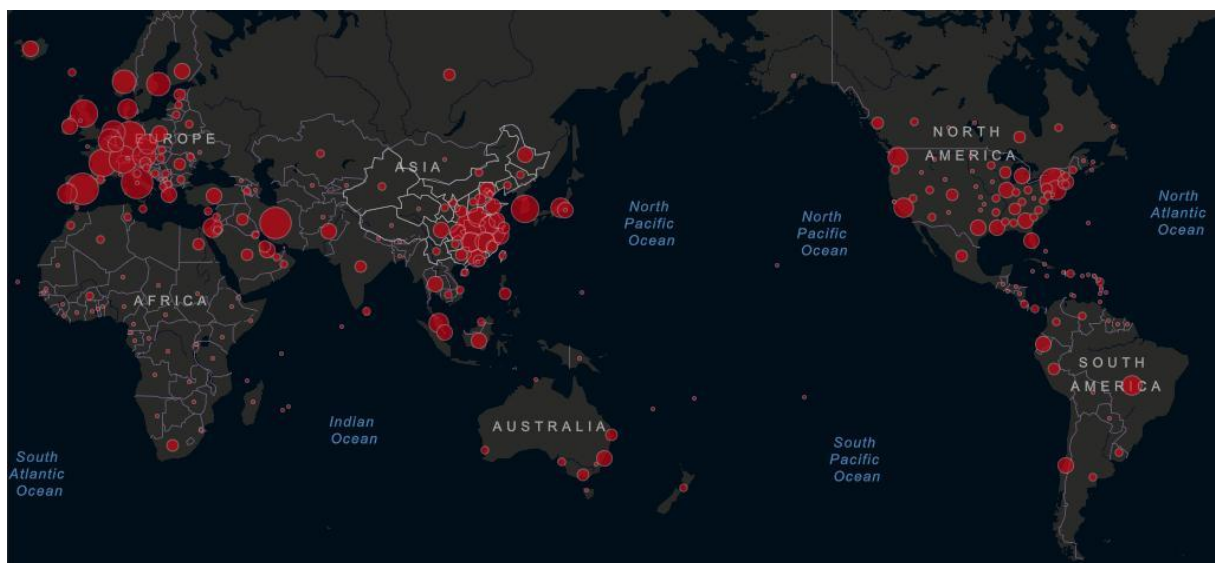 EUROPE
ASIA
NORTH
AMERICA
North
Pacific
Ocean
North
Pacific
Ocean
North
Atlantic
Ocean
AFRICA
SOUTH
AMERICA
Indian
Ocean
AUSTRALIA
South
Atlantic
Ocean
South
Pacific
Ocean